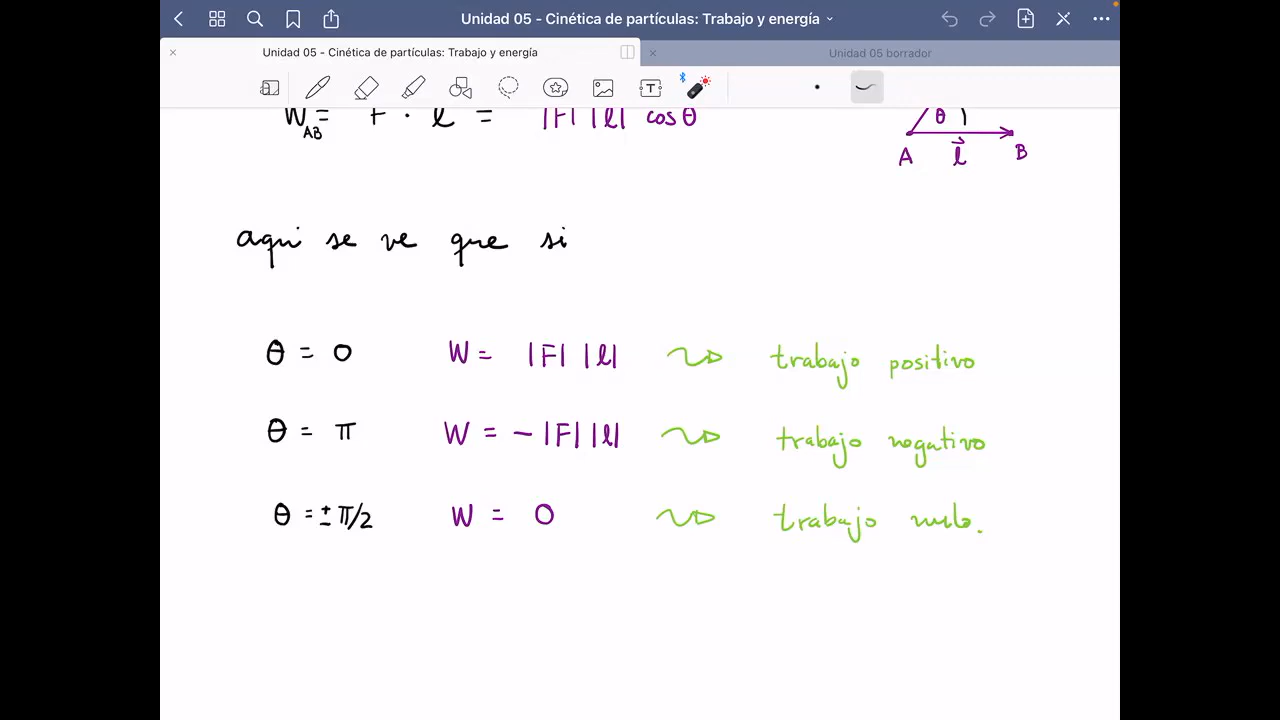 Unidad 05 - Cinética de partículas: Trabajo y energía
Unidad 05 - Cinética de partículas: Trabajo y energía
Unidad 05 borrador
T
W_AB = F · l = |F| |l| cos θ
θ
A l⃗ B
aqui se ve que si
θ = 0 W = |F| |l| trabajo positivo
θ = π W = - |F| |l| trabajo negativo
θ = ± π/2 W = 0 trabajo nulo.